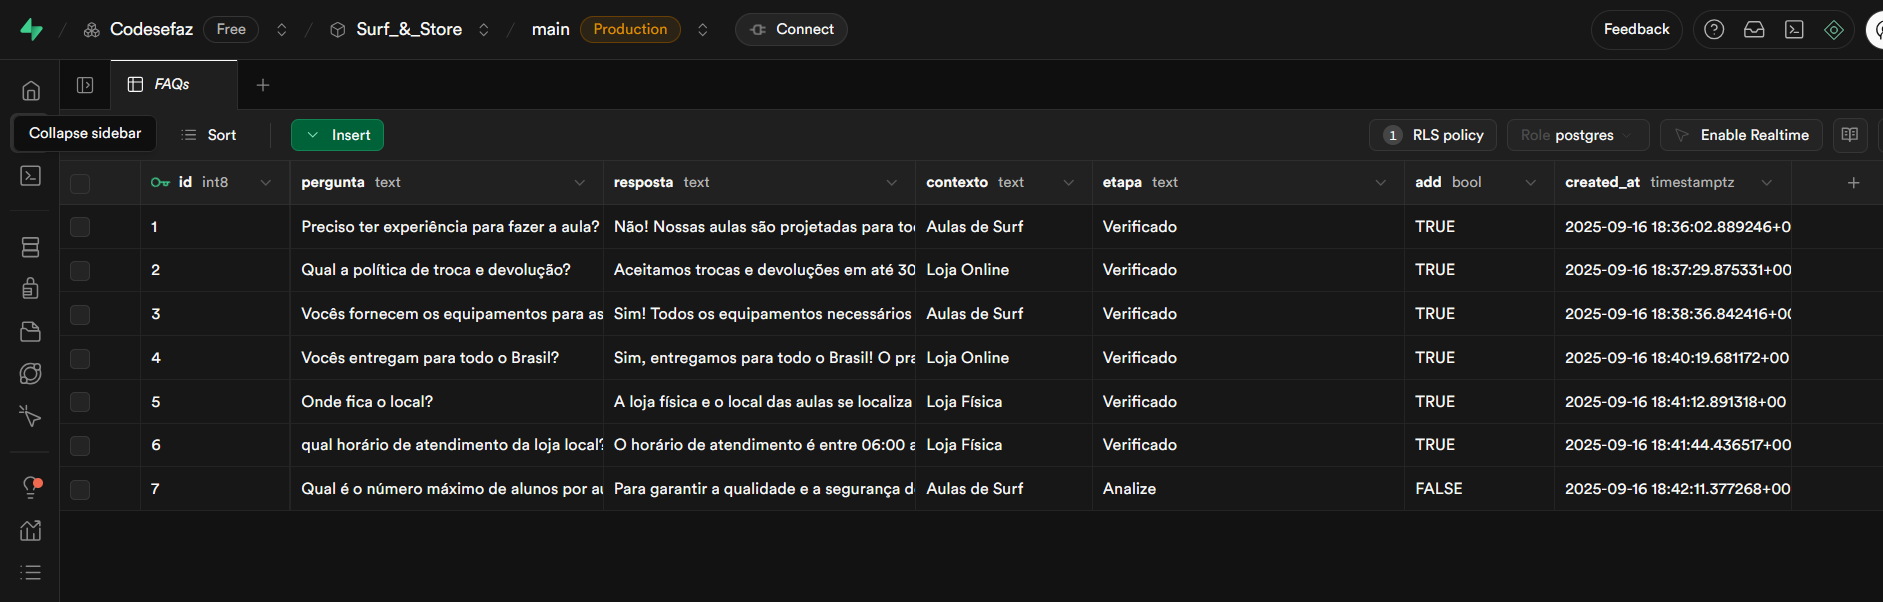 Codesefaz Free Surf_&_Store main Production Connect Feedback
FAQs
Collapse sidebar Sort Insert 1 RLS policy Role postgres Enable Realtime
id int8 pergunta text resposta text contexto text etapa text add bool created_at timestamptz
1 Preciso ter experiência para fazer a aula? Não! Nossas aulas são projetadas para to Aulas de Surf Verificado TRUE 2025-09-16 18:36:02.889246+0
2 Qual a política de troca e devolução? Aceitamos trocas e devoluções em até 30 Loja Online Verificado TRUE 2025-09-16 18:37:29.875331+00
3 Vocês fornecem os equipamentos para as Sim! Todos os equipamentos necessários Aulas de Surf Verificado TRUE 2025-09-16 18:38:36.842416+00
4 Vocês entregam para todo o Brasil? Sim, entregamos para todo o Brasil! O pra Loja Online Verificado TRUE 2025-09-16 18:40:19.681172+00
5 Onde fica o local? A loja física e o local das aulas se localiza Loja Física Verificado TRUE 2025-09-16 18:41:12.891318+00
6 qual horário de atendimento da loja local? O horário de atendimento é entre 06:00 a Loja Física Verificado TRUE 2025-09-16 18:41:44.436517+00
7 Qual é o número máximo de alunos por au Para garantir a qualidade e a segurança d Aulas de Surf Analize FALSE 2025-09-16 18:42:11.377268+00